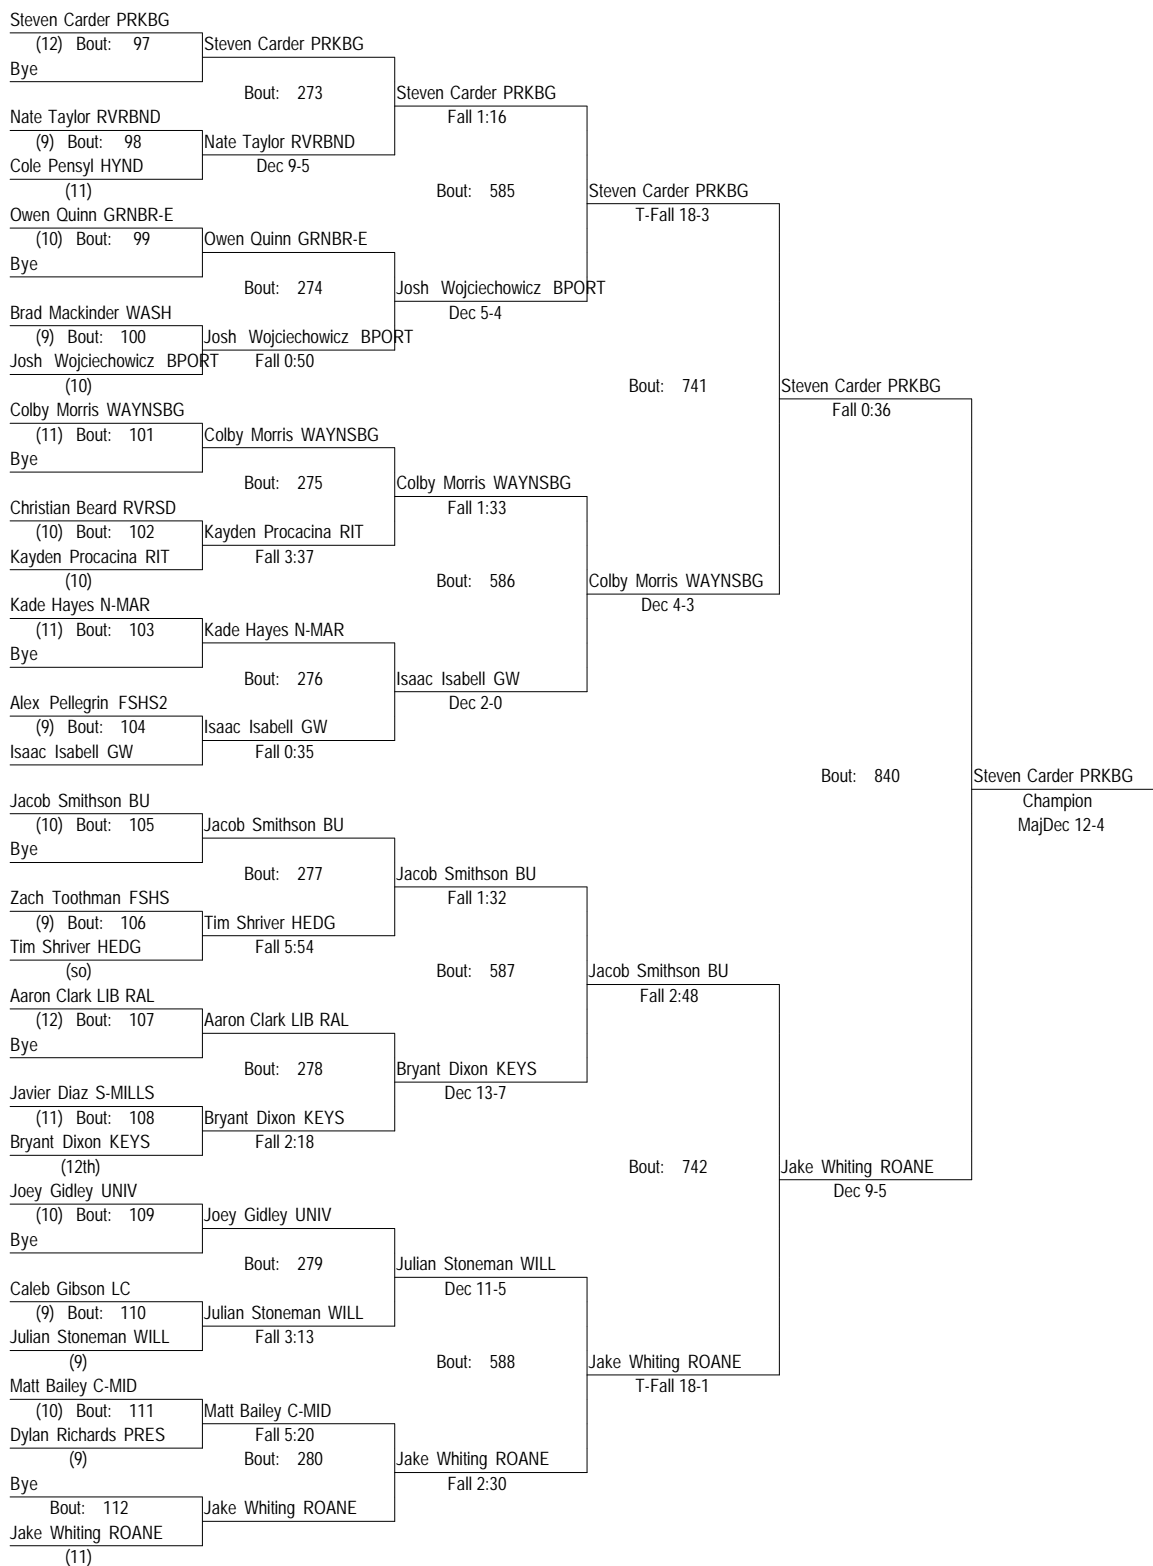 Steven Carder PRKBG
(12) Bout: 97 Steven Carder PRKBG
Bye
Bout: 273 Steven Carder PRKBG
Nate Taylor RVRBND Fall 1:16
(9) Bout: 98 Nate Taylor RVRBND
Cole Pensyl HYND Dec 9-5
(11) Bout: 585 Steven Carder PRKBG
Owen Quinn GRNBR-E T-Fall 18-3
(10) Bout: 99 Owen Quinn GRNBR-E
Bye
Bout: 274 Josh Wojciechowicz BPORT
Brad Mackinder WASH Dec 5-4
(9) Bout: 100 Josh Wojciechowicz BPORT
Josh Wojciechowicz BPORT Fall 0:50
(10) Bout: 741 Steven Carder PRKBG
Colby Morris WAYNSBG Fall 0:36
(11) Bout: 101 Colby Morris WAYNSBG
Bye
Bout: 275 Colby Morris WAYNSBG
Christian Beard RVRSD Fall 1:33
(10) Bout: 102 Kayden Procacina RIT
Kayden Procacina RIT Fall 3:37
(10) Bout: 586 Colby Morris WAYNSBG
Kade Hayes N-MAR Dec 4-3
(11) Bout: 103 Kade Hayes N-MAR
Bye
Bout: 276 Isaac Isabell GW
Alex Pellegrin FSHS2 Dec 2-0
(9) Bout: 104 Isaac Isabell GW
Isaac Isabell GW Fall 0:35
Bout: 840 Steven Carder PRKBG
Jacob Smithson BU Champion
(10) Bout: 105 Jacob Smithson BU MajDec 12-4
Bye
Bout: 277 Jacob Smithson BU
Zach Toothman FSHS Fall 1:32
(9) Bout: 106 Tim Shriver HEDG
Tim Shriver HEDG Fall 5:54
(so) Bout: 587 Jacob Smithson BU
Aaron Clark LIB RAL Fall 2:48
(12) Bout: 107 Aaron Clark LIB RAL
Bye
Bout: 278 Bryant Dixon KEYS
Javier Diaz S-MILLS Dec 13-7
(11) Bout: 108 Bryant Dixon KEYS
Bryant Dixon KEYS Fall 2:18
(12th) Bout: 742 Jake Whiting ROANE
Joey Gidley UNIV Dec 9-5
(10) Bout: 109 Joey Gidley UNIV
Bye
Bout: 279 Julian Stoneman WILL
Caleb Gibson LC Dec 11-5
(9) Bout: 110 Julian Stoneman WILL
Julian Stoneman WILL Fall 3:13
(9) Bout: 588 Jake Whiting ROANE
Matt Bailey C-MID T-Fall 18-1
(10) Bout: 111 Matt Bailey C-MID
Dylan Richards PRES Fall 5:20
(9) Bout: 280 Jake Whiting ROANE
Bye Fall 2:30
Bout: 112 Jake Whiting ROANE
Jake Whiting ROANE
(11)